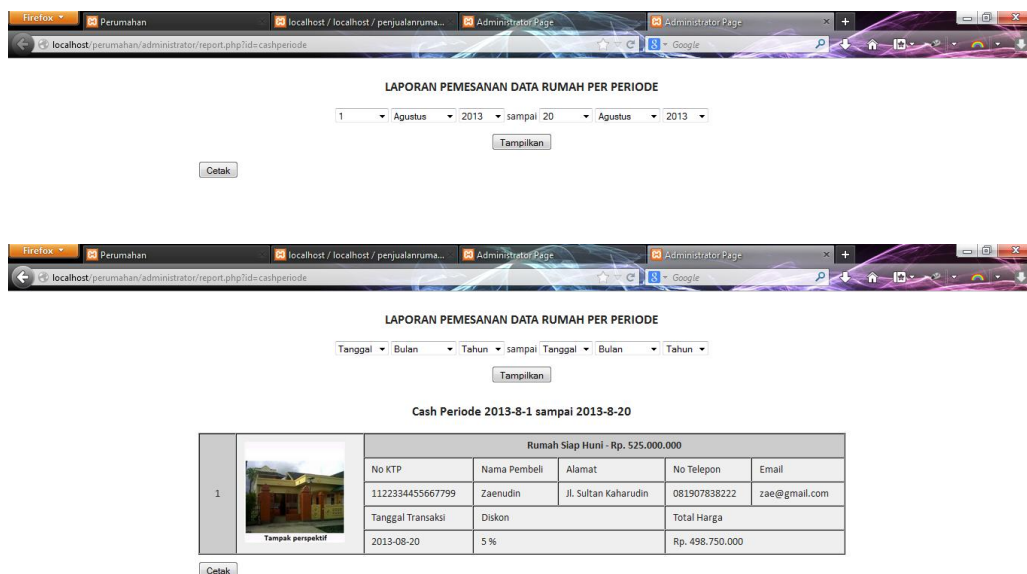 Firefox
Perumahan
localhost / localhost / penjualanruma...
Administrator Page
Administrator Page
localhost/perumahan/administrator/report.php?id=cashperiode
Google
LAPORAN PEMESANAN DATA RUMAH PER PERIODE
1 Agustus 2013 sampai 20 Agustus 2013
Tampilkan
Cetak
Firefox
Perumahan
localhost / localhost / penjualanruma...
Administrator Page
Administrator Page
localhost/perumahan/administrator/report.php?id=cashperiode
Google
LAPORAN PEMESANAN DATA RUMAH PER PERIODE
Tanggal Bulan Tahun sampai Tanggal Bulan Tahun
Tampilkan
Cash Periode 2013-8-1 sampai 2013-8-20
Rumah Siap Huni - Rp. 525.000.000
No KTP Nama Pembeli Alamat No Telepon Email
1 1122334455667799 Zaenudin Jl. Sultan Kaharudin 081907838222 zae@gmail.com
Tanggal Transaksi Diskon Total Harga
Tampak perspektif 2013-08-20 5 % Rp. 498.750.000
Cetak